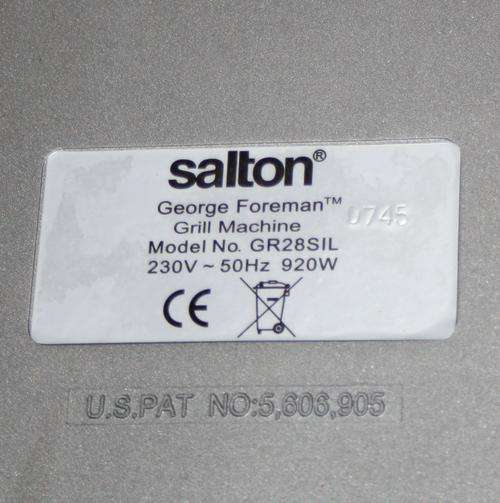 salton®
George Foreman™
0745
Grill Machine
Model No. GR28SIL
230V ~ 50Hz 920W
CE
U.S.PAT NO:5,606,905